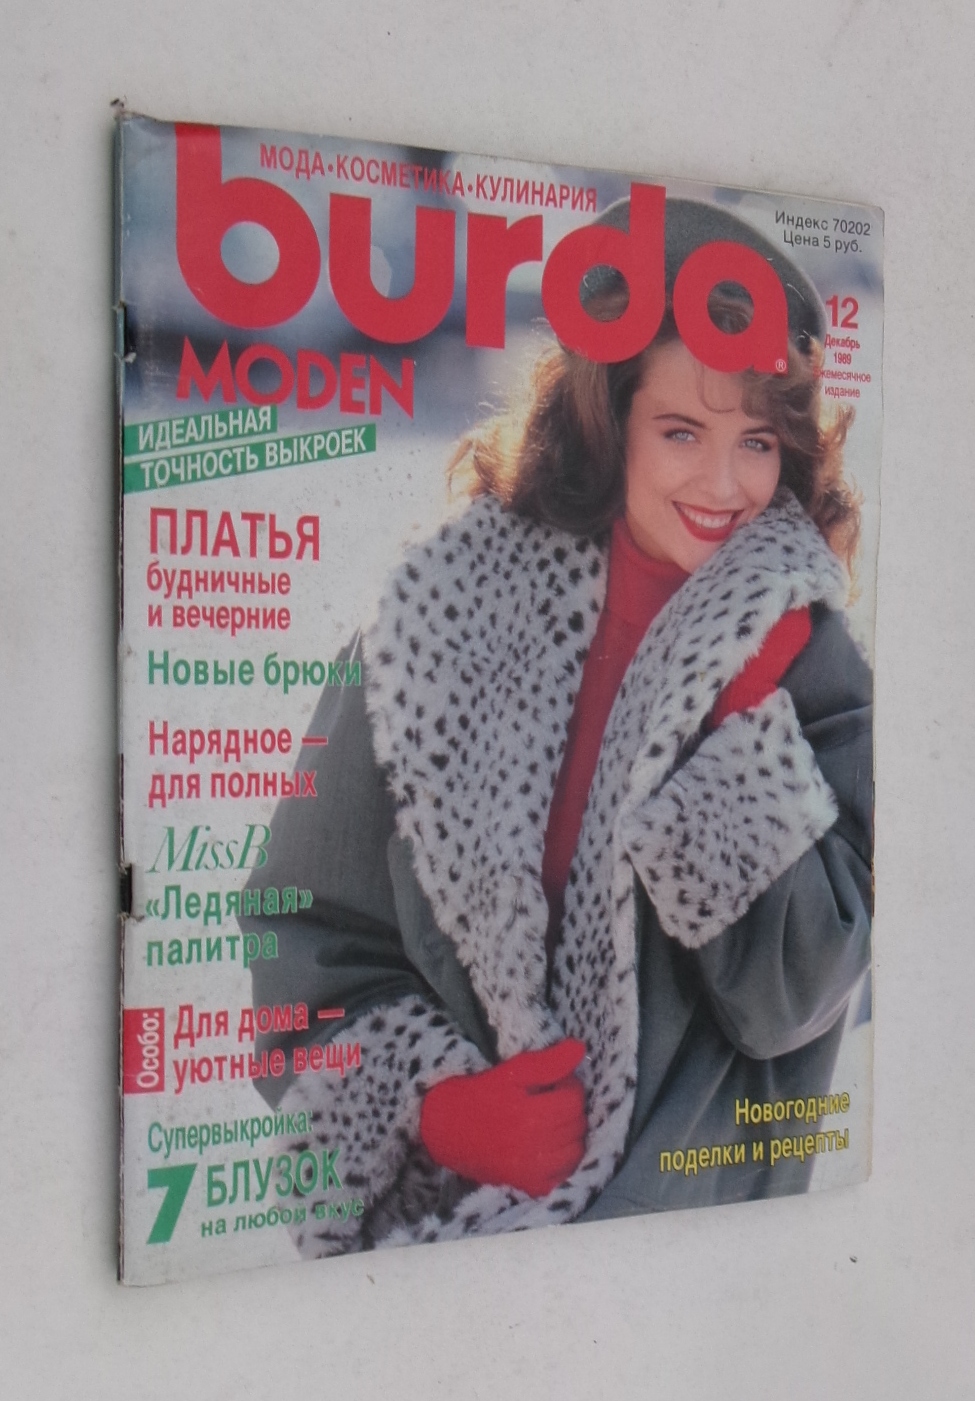 МОДА•КОСМЕТИКА•КУЛИНАРИЯ
burda
®
MODEN
Индекс 70202
Цена 5 руб.
12
Декабрь
1989
ежемесячное
издание
ИДЕАЛЬНАЯ
ТОЧНОСТЬ ВЫКРОЕК
ПЛАТЬЯ
будничные
и вечерние
Новые брюки
Нарядное —
для полных
MissB
«Ледяная»
палитра
Особо:
Для дома —
уютные вещи
Супервыкройка:
7 БЛУЗОК
на любой вкус
Новогодние
поделки и рецепты